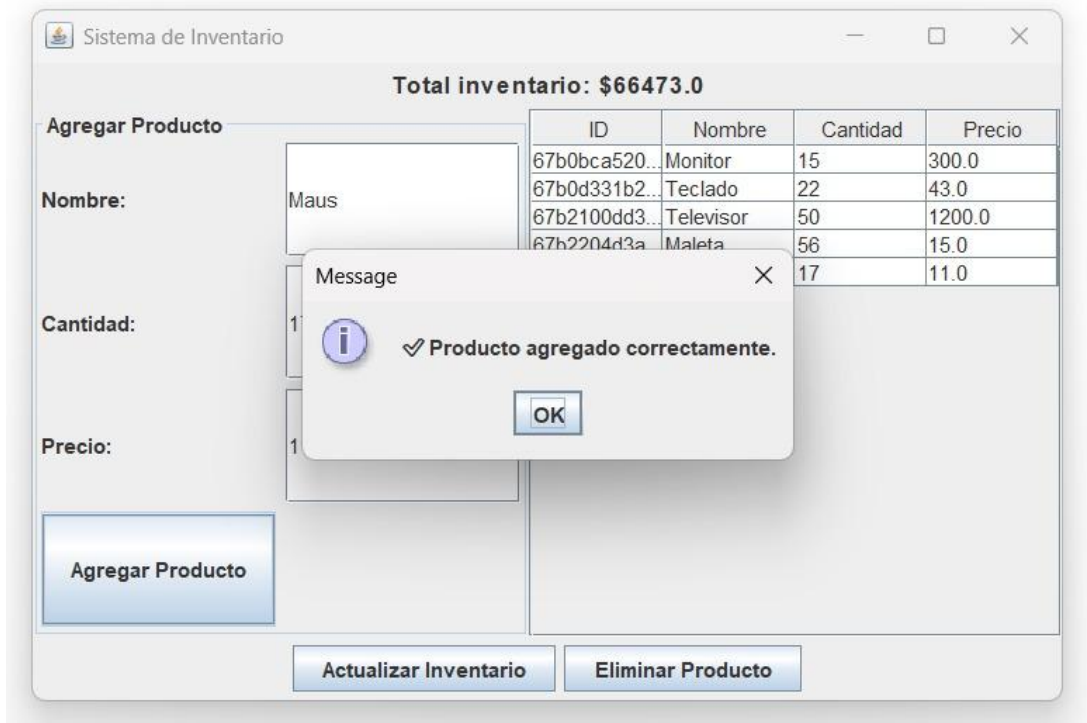 Sistema de Inventario
Total inventario: $66473.0
Agregar Producto
Nombre:
Maus
Cantidad:
Precio:
Agregar Producto
ID Nombre Cantidad Precio
67b0bca520... Monitor 15 300.0
67b0d331b2... Teclado 22 43.0
67b2100dd3... Televisor 50 1200.0
67b2204d3a... Maleta 56 15.0
17 11.0
Message
✓ Producto agregado correctamente.
OK
Actualizar Inventario Eliminar Producto